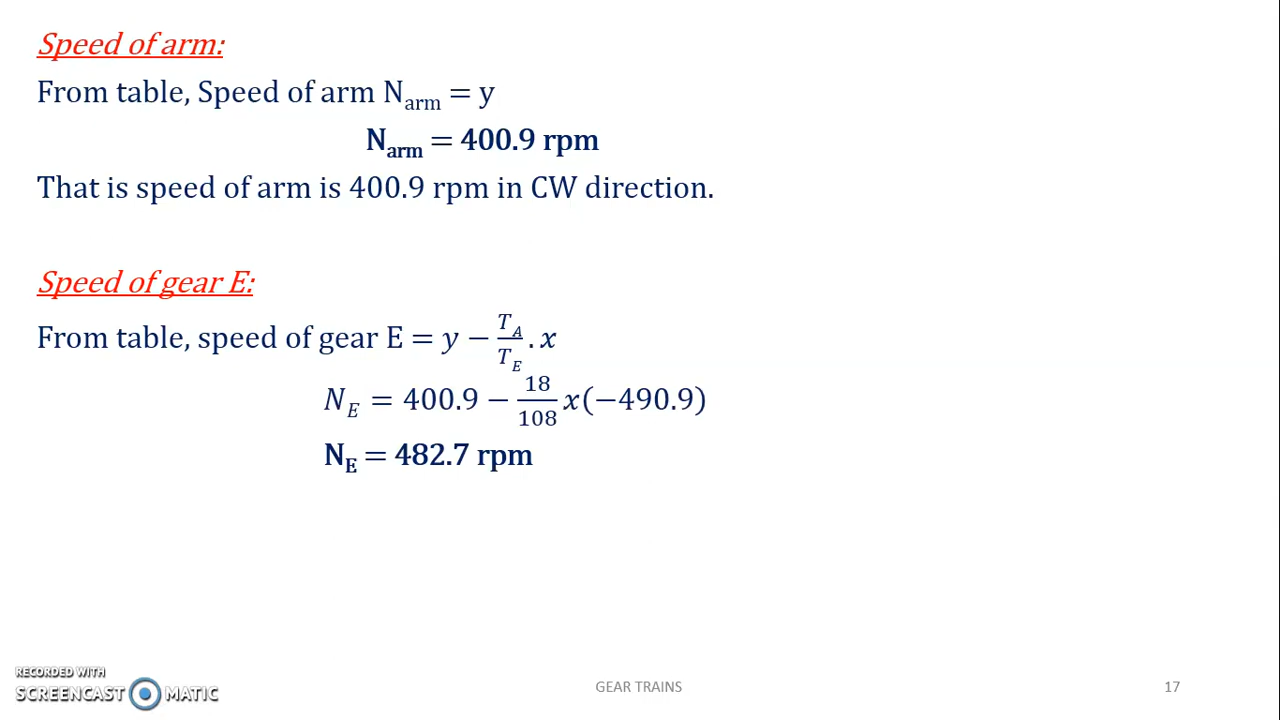 Speed of arm:
From table, Speed of arm N_arm = y
N_arm = 400.9 rpm
That is speed of arm is 400.9 rpm in CW direction.
Speed of gear E:
From table, speed of gear E = y − T_A/T_E . x
N_E = 400.9 − 18/108 x(−490.9)
N_E = 482.7 rpm
RECORDED WITH
SCREENCAST MATIC
GEAR TRAINS
17